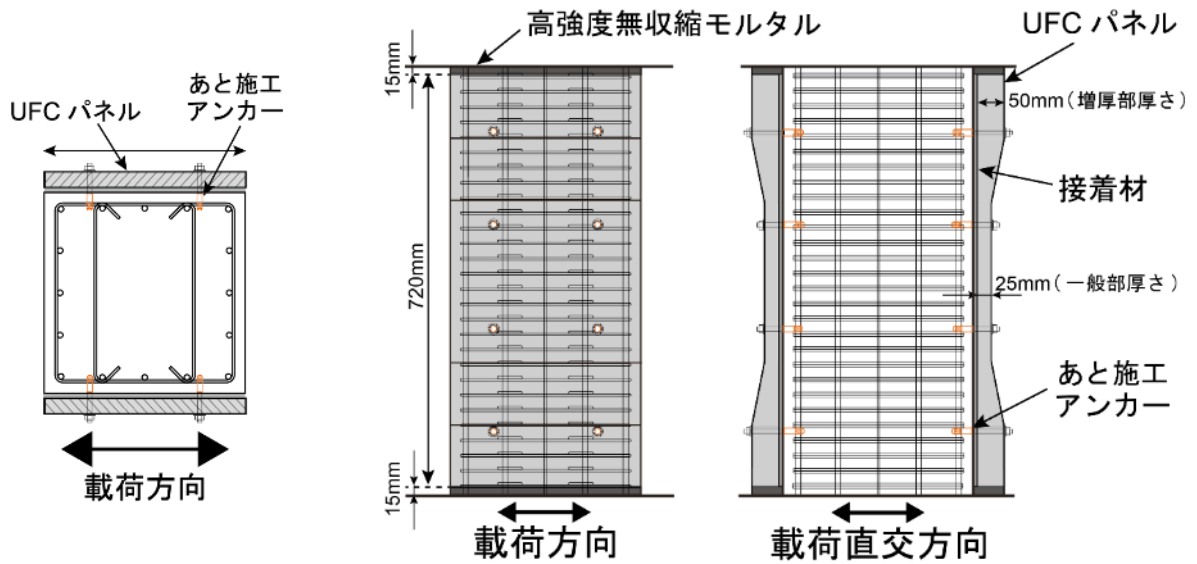 UFC パネル
あと施工
アンカー
載荷方向
高強度無収縮モルタル
15mm
720mm
15mm
載荷方向
UFC パネル
50mm（増厚部厚さ）
接着材
25mm（一般部厚さ）
あと施工
アンカー
載荷直交方向